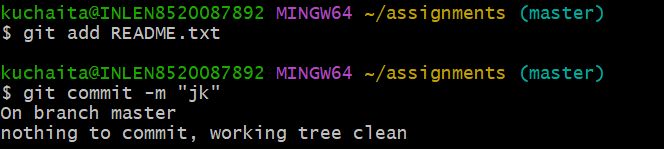 kuchaita@INLEN8520087892 MINGW64 ~/assignments (master)
$ git add README.txt
kuchaita@INLEN8520087892 MINGW64 ~/assignments (master)
$ git commit -m "jk"
On branch master
nothing to commit, working tree clean